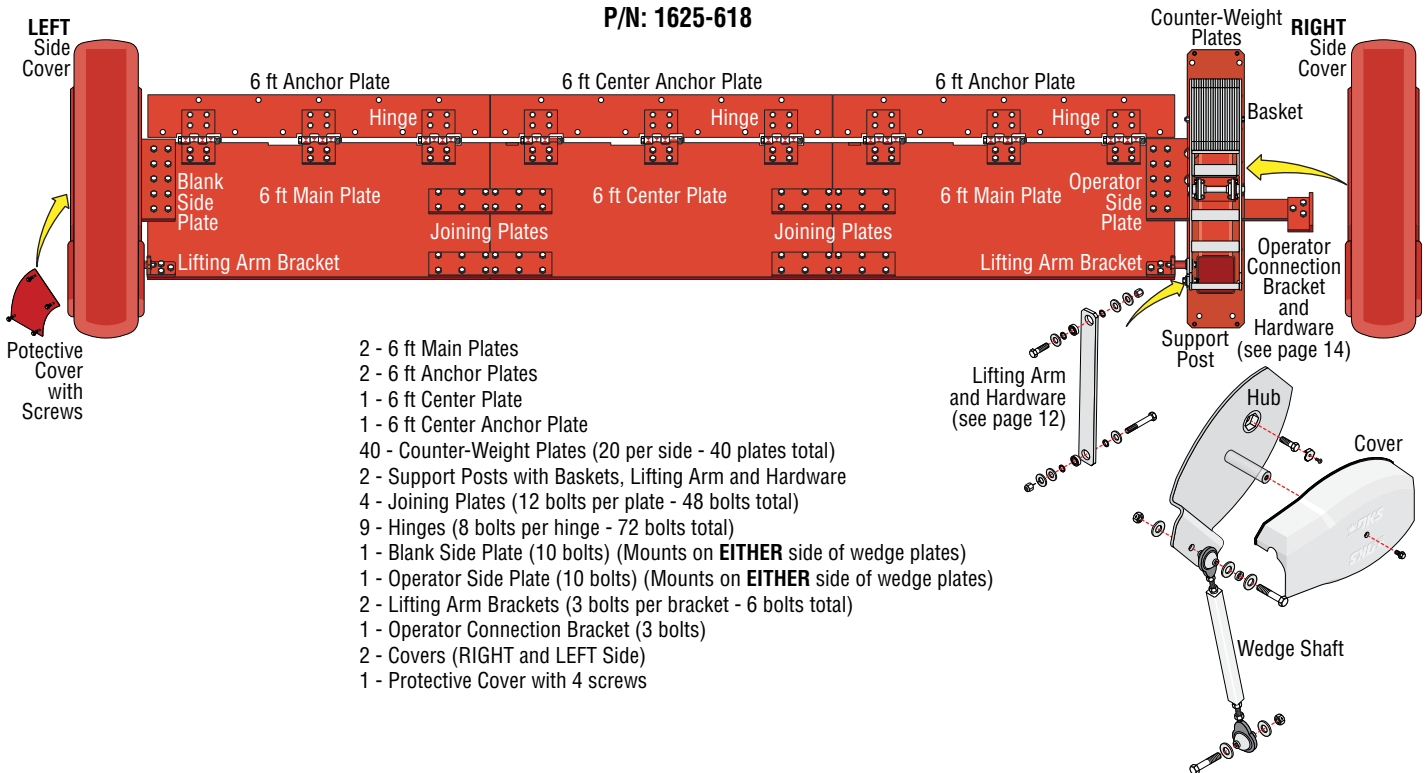 P/N: 1625-618
LEFT
Side
Cover
6 ft Anchor Plate
6 ft Center Anchor Plate
6 ft Anchor Plate
Counter-Weight
Plates
RIGHT
Side
Cover
Hinge
Hinge
Hinge
Basket
Blank
Side
Plate
6 ft Main Plate
6 ft Center Plate
6 ft Main Plate
Operator
Side
Plate
Joining Plates
Joining Plates
Lifting Arm Bracket
Lifting Arm Bracket
Operator
Connection
Bracket
and
Hardware
(see page 14)
Support
Post
Potective
Cover
with
Screws
Lifting Arm
and Hardware
(see page 12)
Hub
Cover
DKS
DKS
Wedge Shaft
2 - 6 ft Main Plates
2 - 6 ft Anchor Plates
1 - 6 ft Center Plate
1 - 6 ft Center Anchor Plate
40 - Counter-Weight Plates (20 per side - 40 plates total)
2 - Support Posts with Baskets, Lifting Arm and Hardware
4 - Joining Plates (12 bolts per plate - 48 bolts total)
9 - Hinges (8 bolts per hinge - 72 bolts total)
1 - Blank Side Plate (10 bolts) (Mounts on EITHER side of wedge plates)
1 - Operator Side Plate (10 bolts) (Mounts on EITHER side of wedge plates)
2 - Lifting Arm Brackets (3 bolts per bracket - 6 bolts total)
1 - Operator Connection Bracket (3 bolts)
2 - Covers (RIGHT and LEFT Side)
1 - Protective Cover with 4 screws